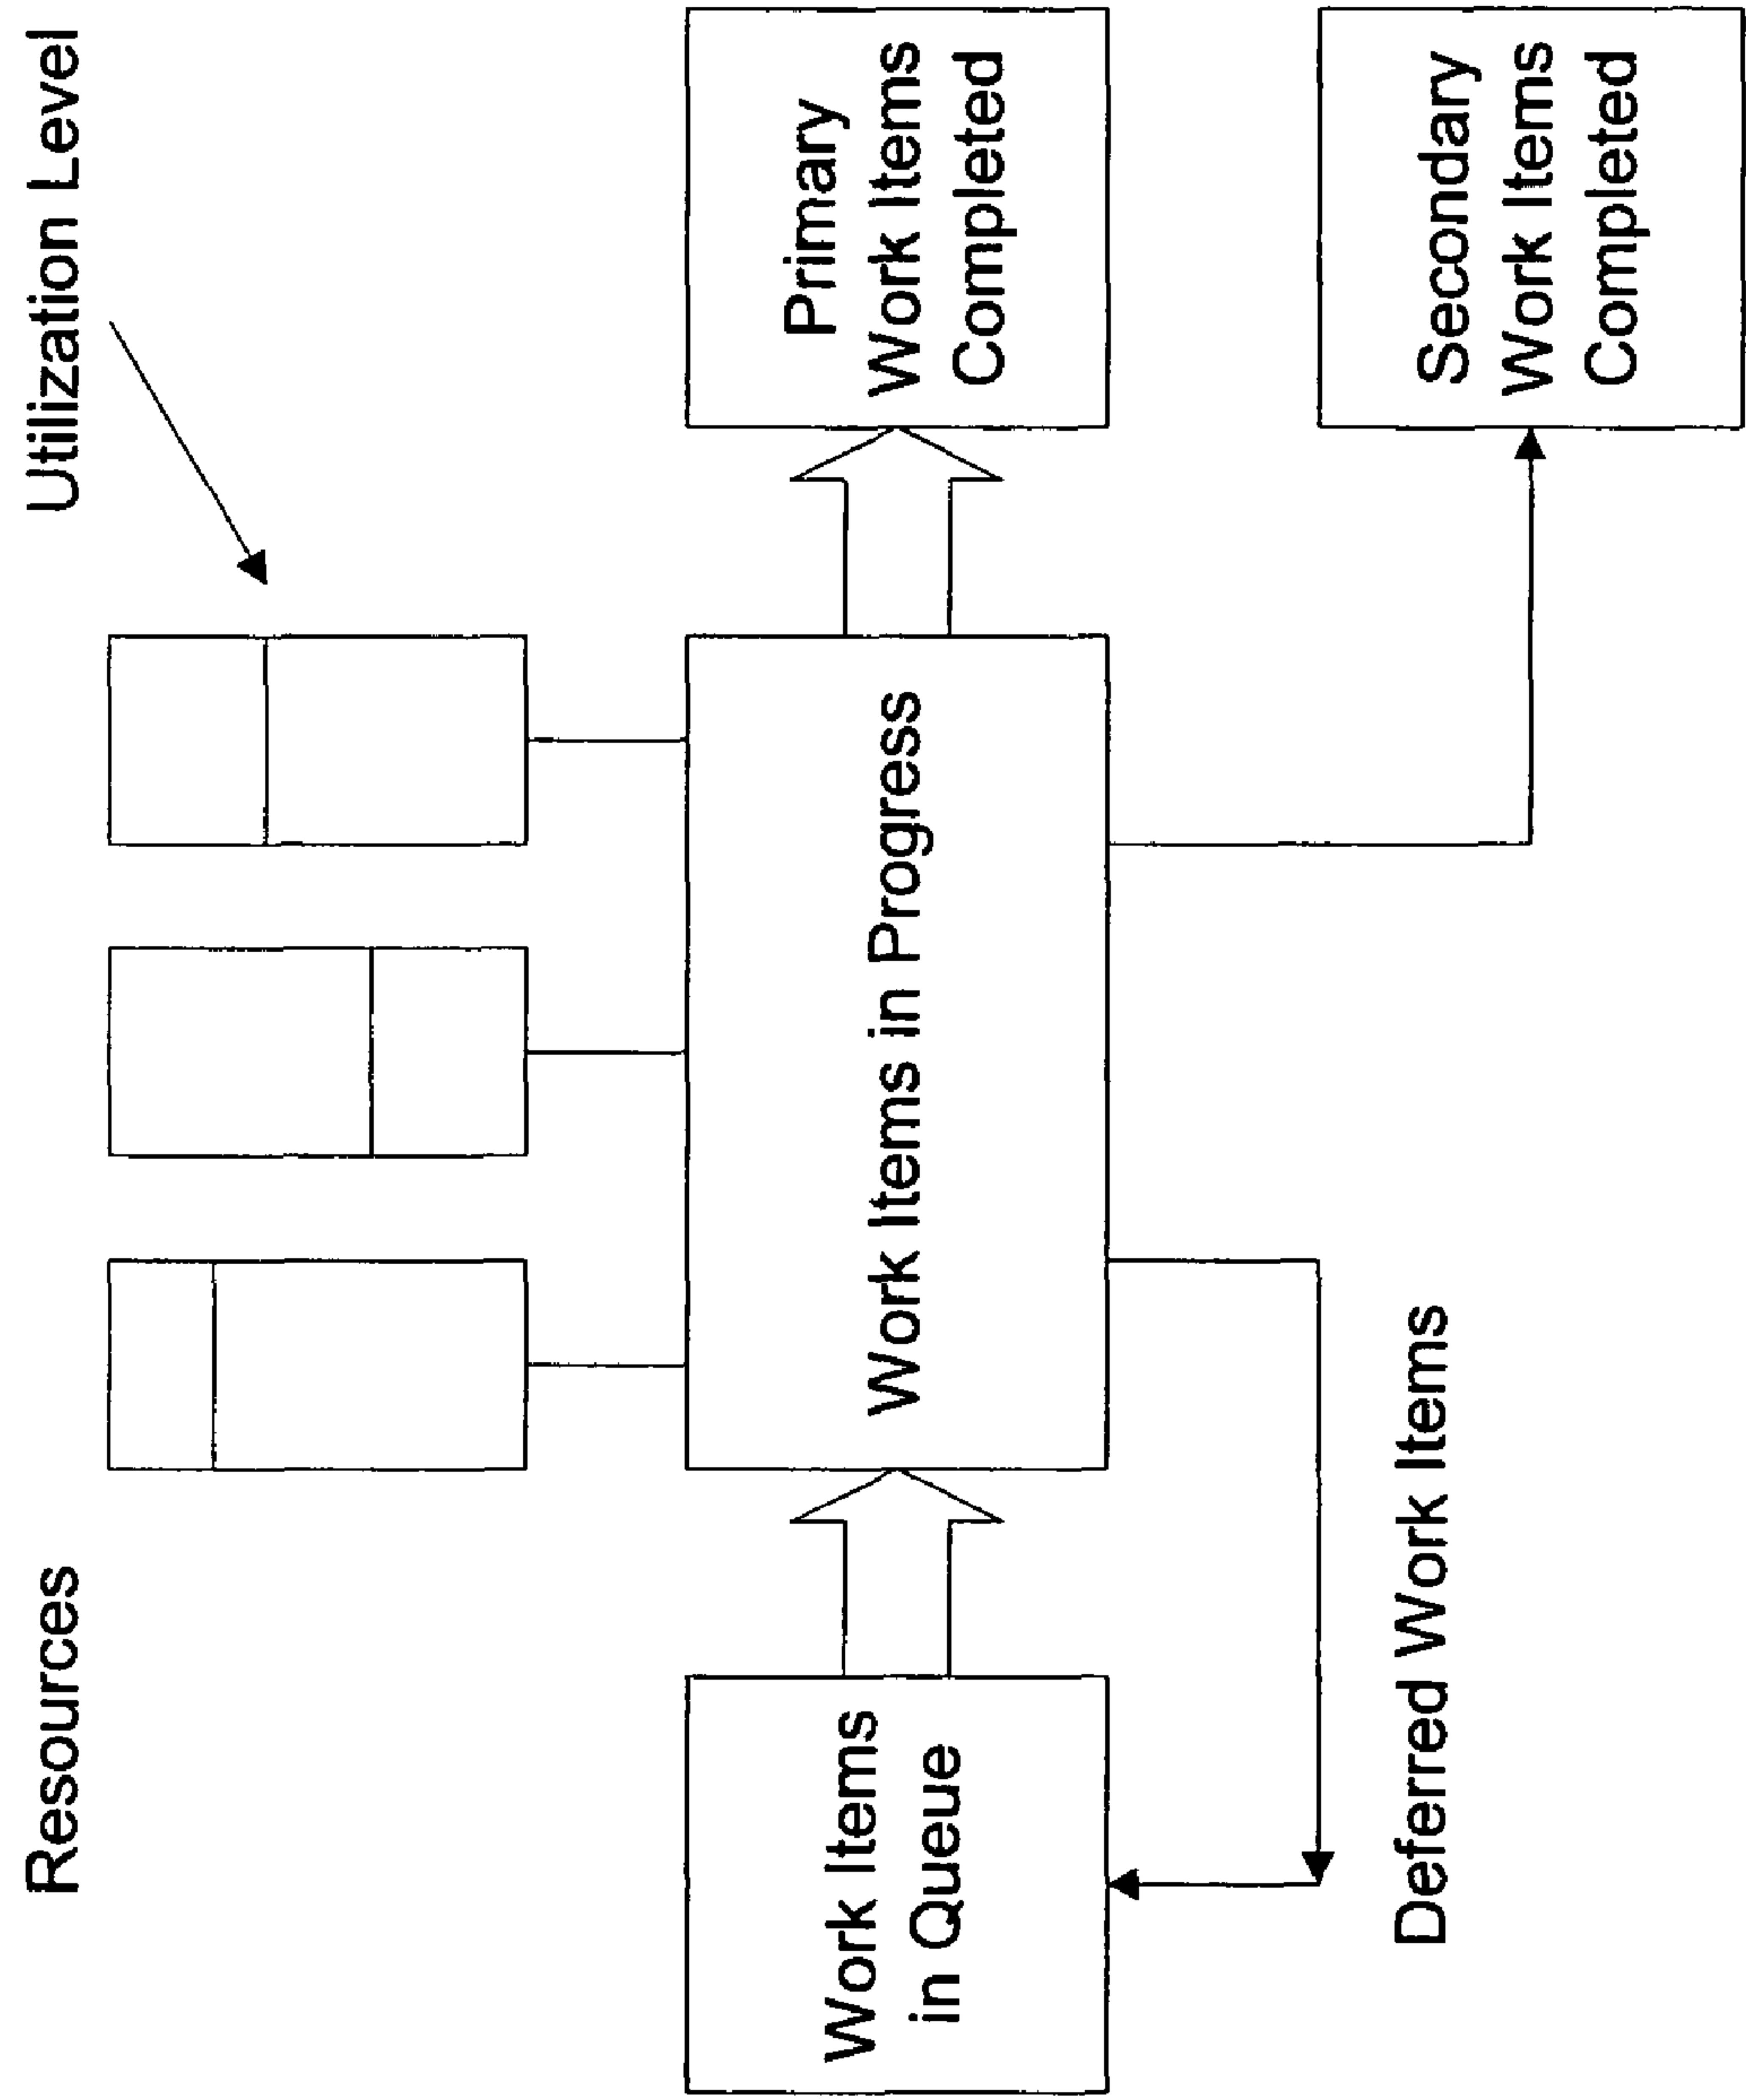 Resources
Utilization Level
Work Items
in Queue
Work Items in Progress
Primary
Work Items
Completed
Deferred Work Items
Secondary
Work Items
Completed